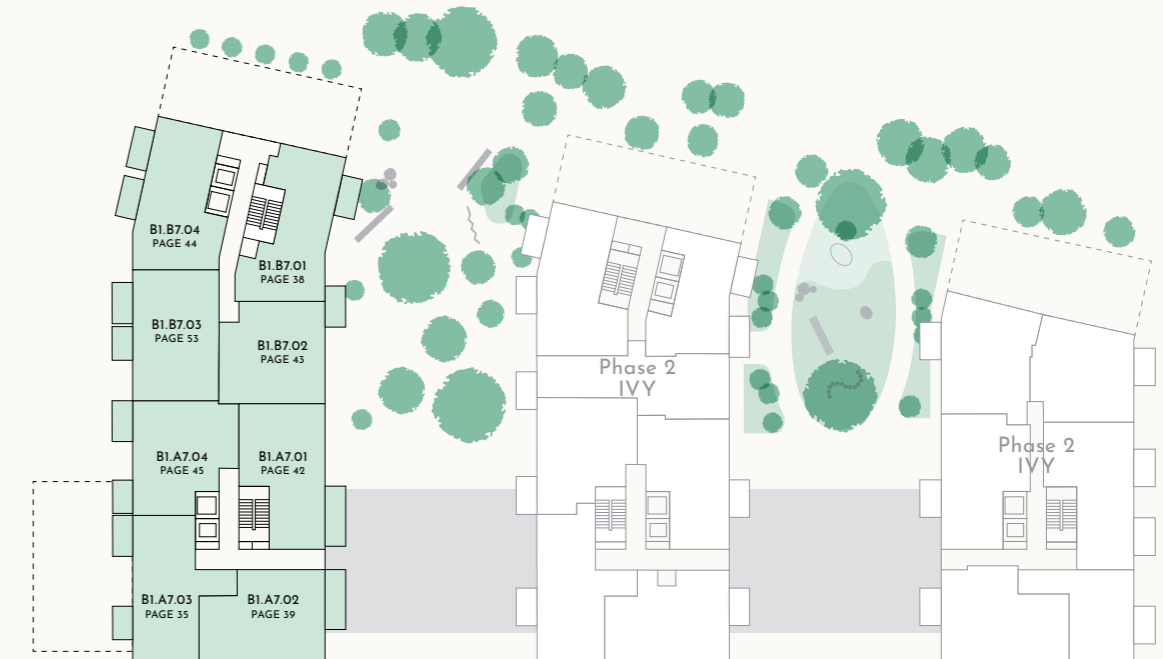 B1.B7.04
PAGE 44
B1.B7.01
PAGE 38
B1.B7.03
PAGE 53
B1.B7.02
PAGE 43
Phase 2
IVY
B1.A7.04
PAGE 45
B1.A7.01
PAGE 42
Phase 2
IVY
B1.A7.03
PAGE 35
B1.A7.02
PAGE 39